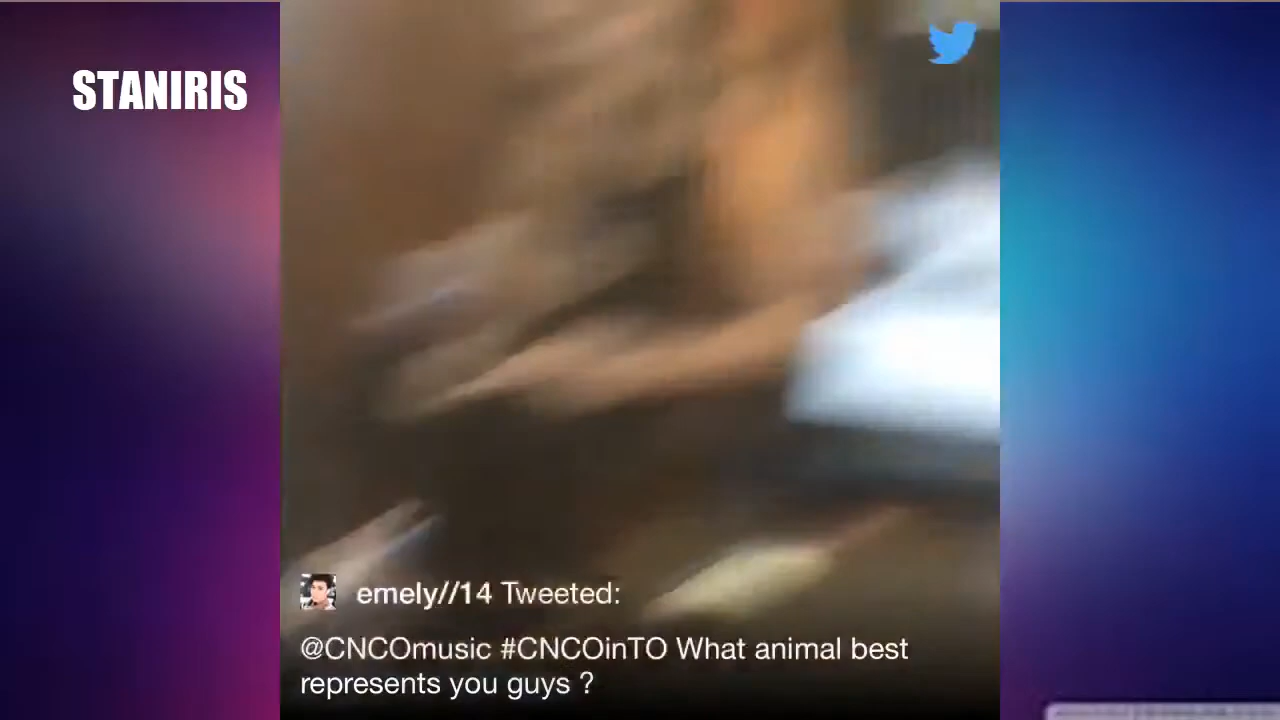 STANIRIS
emely//14 Tweeted:
@CNCOmusic #CNCOinTO What animal best
represents you guys ?